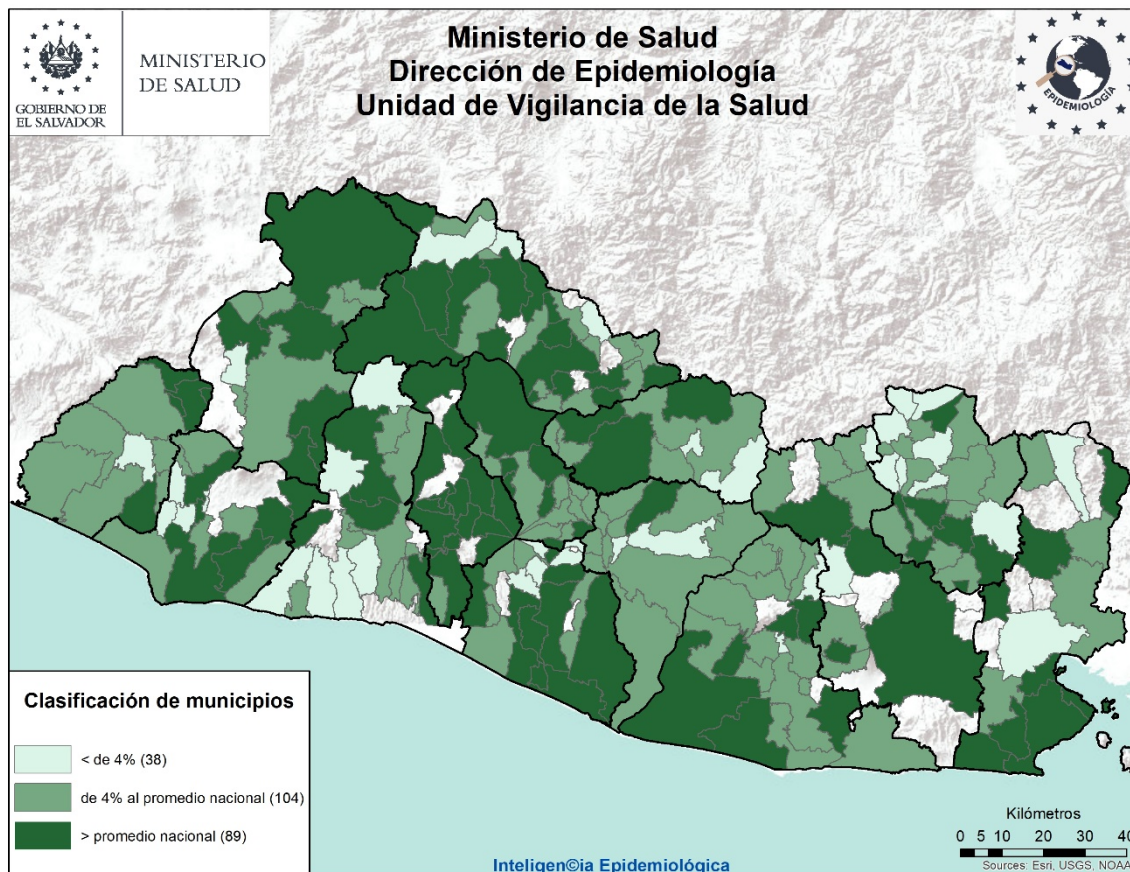 Ministerio de Salud
Dirección de Epidemiología
Unidad de Vigilancia de la Salud
GOBIERNO DE
EL SALVADOR
MINISTERIO
DE SALUD
EPIDEMIOLOGÍA
Clasificación de municipios
< de 4% (38)
de 4% al promedio nacional (104)
> promedio nacional (89)
Inteligen©ia Epidemiológica
Kilómetros
0 5 10 20 30 40
Sources: Esri, USGS, NOAA